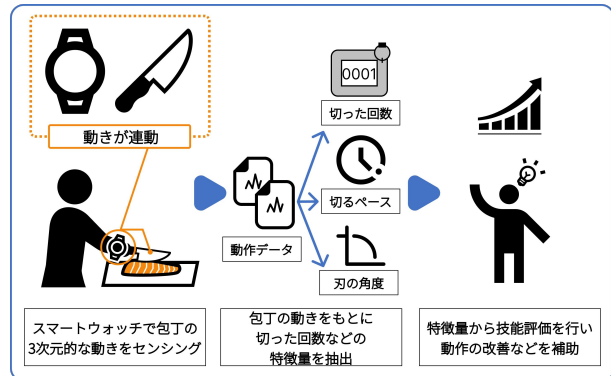 動きが連動
0001
切った回数
切るペース
動作データ
刃の角度
スマートウォッチで包丁の
3次元的な動きをセンシング
包丁の動きをもとに
切った回数などの
特徴量を抽出
特徴量から技能評価を行い
動作の改善などを補助